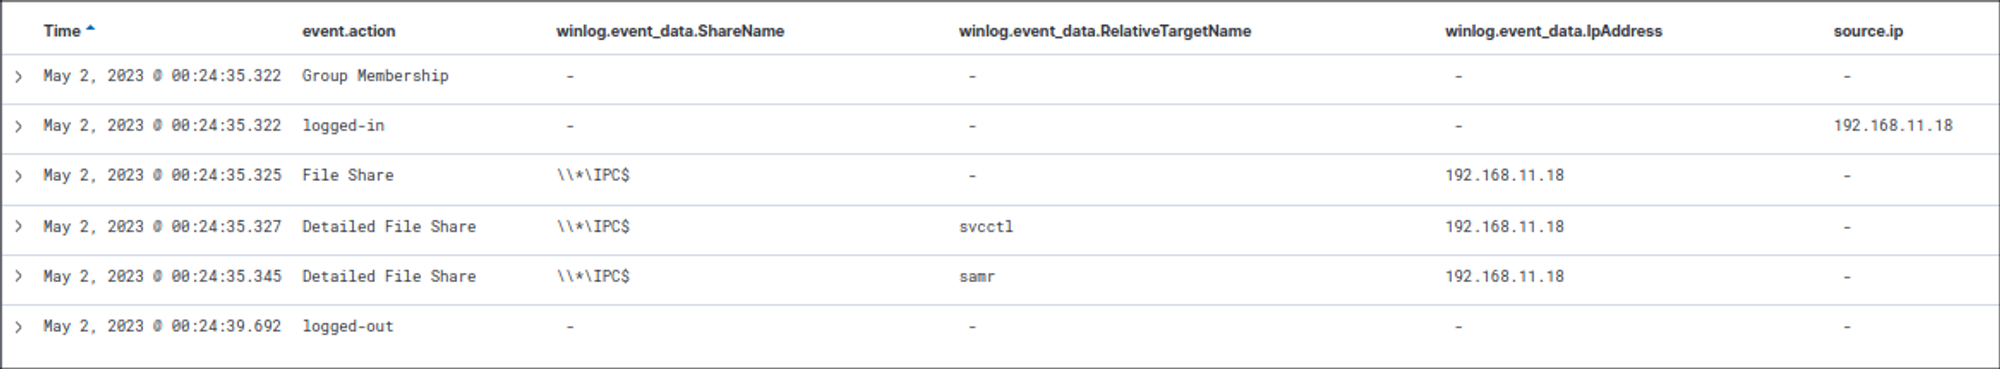 Time event.action winlog.event_data.ShareName winlog.event_data.RelativeTargetName winlog.event_data.IpAddress source.ip
> May 2, 2023 @ 00:24:35.322 Group Membership - - - -
> May 2, 2023 @ 00:24:35.322 logged-in - - - 192.168.11.18
> May 2, 2023 @ 00:24:35.325 File Share \\*\IPC$ - 192.168.11.18 -
> May 2, 2023 @ 00:24:35.327 Detailed File Share \\*\IPC$ svcctl 192.168.11.18 -
> May 2, 2023 @ 00:24:35.345 Detailed File Share \\*\IPC$ samr 192.168.11.18 -
> May 2, 2023 @ 00:24:39.692 logged-out - - - -